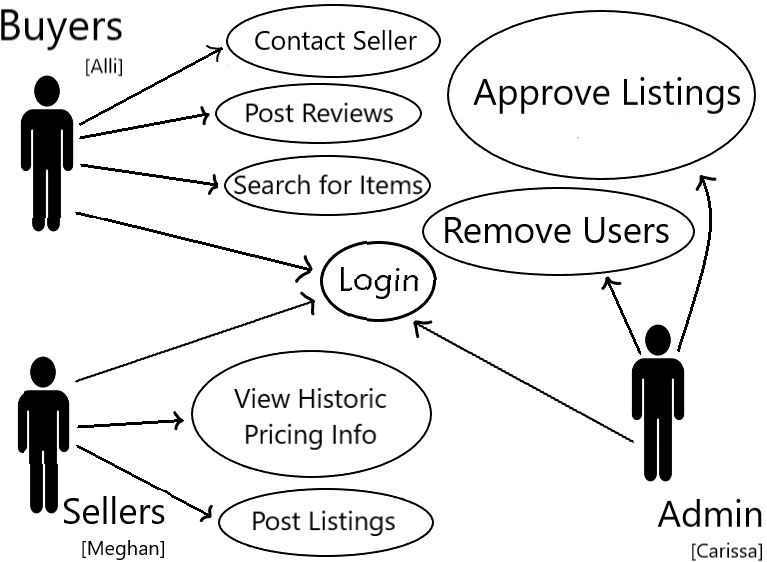 Buyers
[Alli]
Contact Seller
Post Reviews
Search for Items
Approve Listings
Remove Users
Login
View Historic
Pricing Info
Post Listings
Sellers
[Meghan]
Admin
[Carissa]